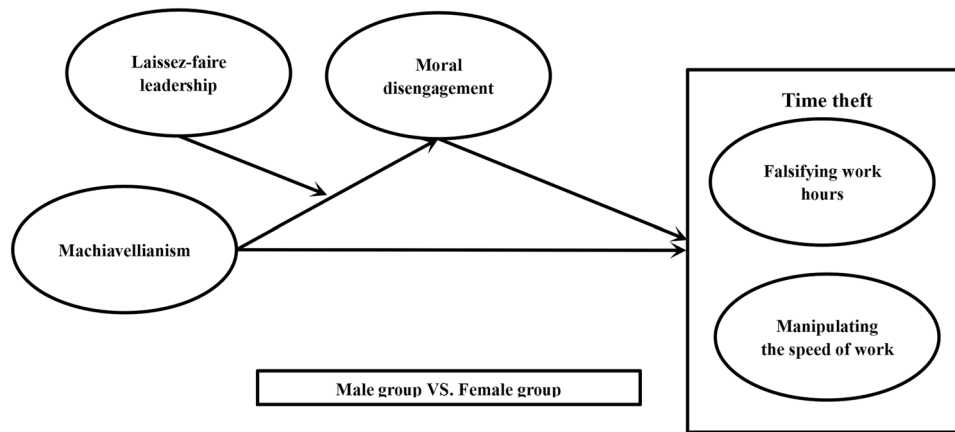 Laissez-faire
leadership
Moral
disengagement
Time theft
Falsifying work
hours
Machiavellianism
Manipulating
the speed of work
Male group VS. Female group